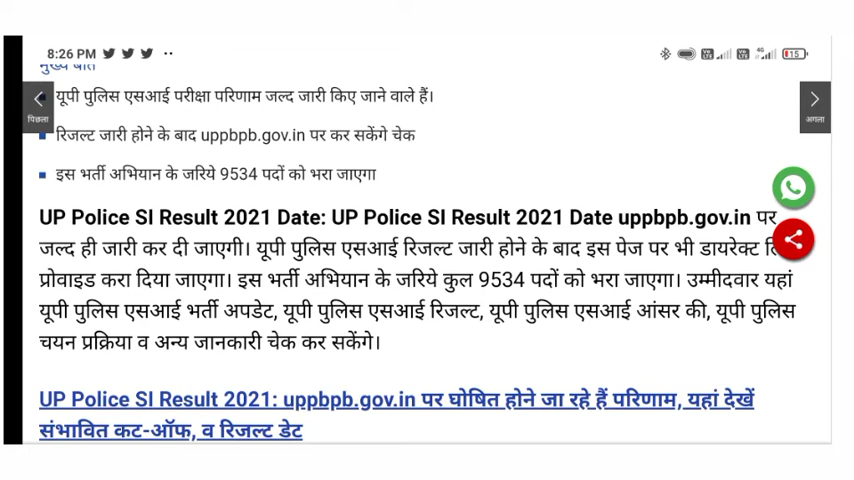 8:26 PM
4G
15
मुख्य बातें
पिछला
अगला
यूपी पुलिस एसआई परीक्षा परिणाम जल्द जारी किए जाने वाले हैं।
रिजल्ट जारी होने के बाद uppbpb.gov.in पर कर सकेंगे चेक
इस भर्ती अभियान के जरिये 9534 पदों को भरा जाएगा
UP Police SI Result 2021 Date: UP Police SI Result 2021 Date uppbpb.gov.in पर
जल्द ही जारी कर दी जाएगी। यूपी पुलिस एसआई रिजल्ट जारी होने के बाद इस पेज पर भी डायरेक्ट
प्रोवाइड करा दिया जाएगा। इस भर्ती अभियान के जरिये कुल 9534 पदों को भरा जाएगा। उम्मीदवार यहां
यूपी पुलिस एसआई भर्ती अपडेट, यूपी पुलिस एसआई रिजल्ट, यूपी पुलिस एसआई आंसर की, यूपी पुलिस
चयन प्रक्रिया व अन्य जानकारी चेक कर सकेंगे।
UP Police SI Result 2021: uppbpb.gov.in पर घोषित होने जा रहे हैं परिणाम, यहां देखें
संभावित कट-ऑफ, व रिजल्ट डेट